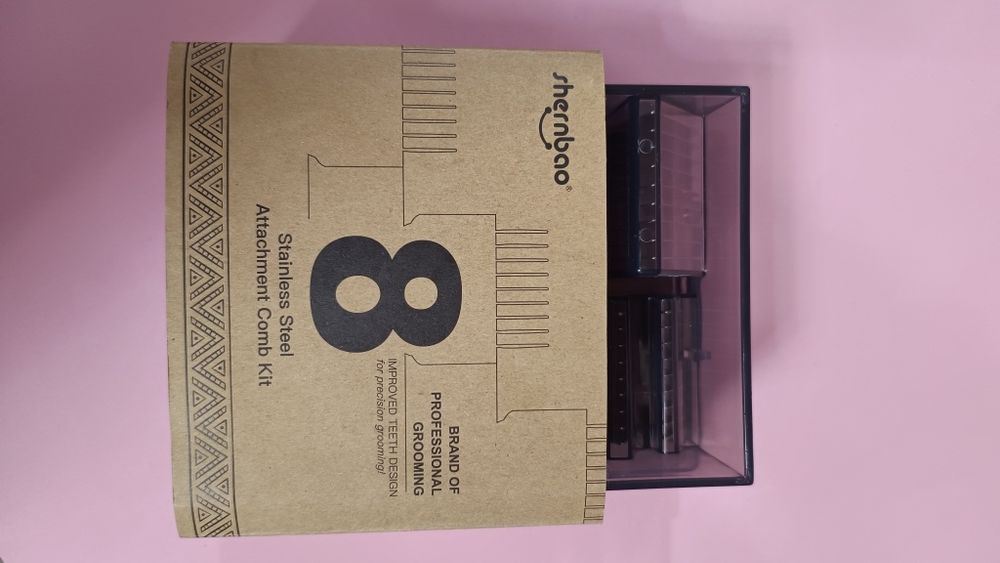 shernbao®
BRAND OF
PROFESSIONAL
GROOMING
IMPROVED TEETH DESIGN
for precision grooming!
8
Stainless Steel
Attachment Comb Kit